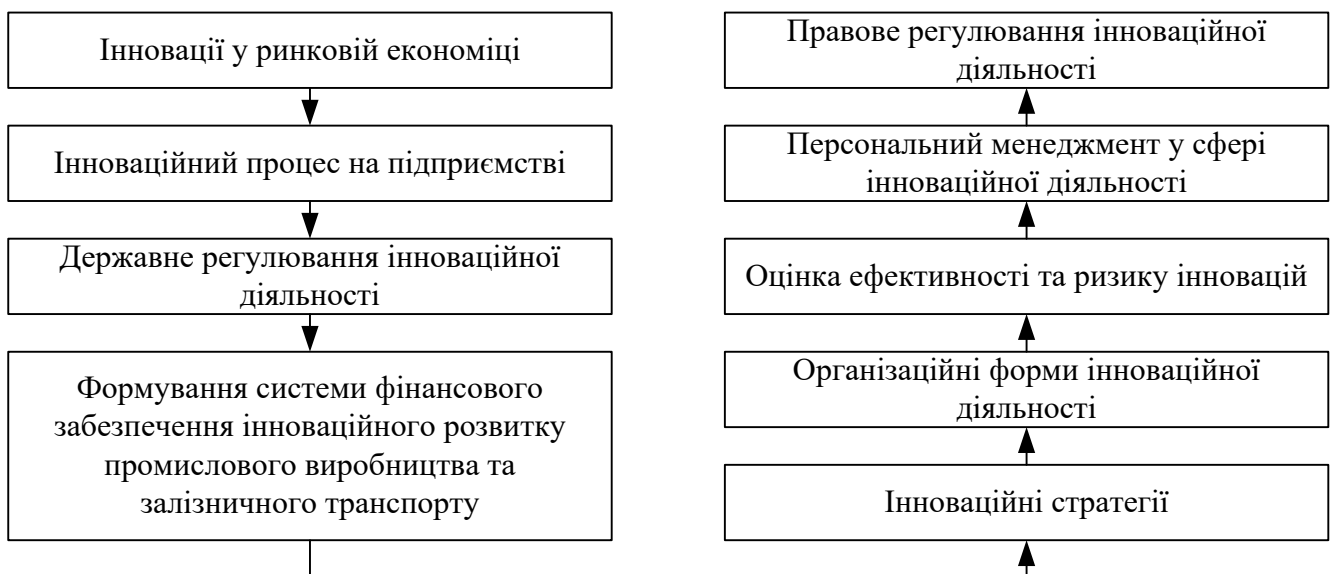 Інновації у ринковій економіці
Інноваційний процес на підприємстві
Державне регулювання інноваційної
діяльності
Формування системи фінансового
забезпечення інноваційного розвитку
промислового виробництва та
залізничного транспорту
Правове регулювання інноваційної
діяльності
Персональний менеджмент у сфері
інноваційної діяльності
Оцінка ефективності та ризику інновацій
Організаційні форми інноваційної
діяльності
Інноваційні стратегії